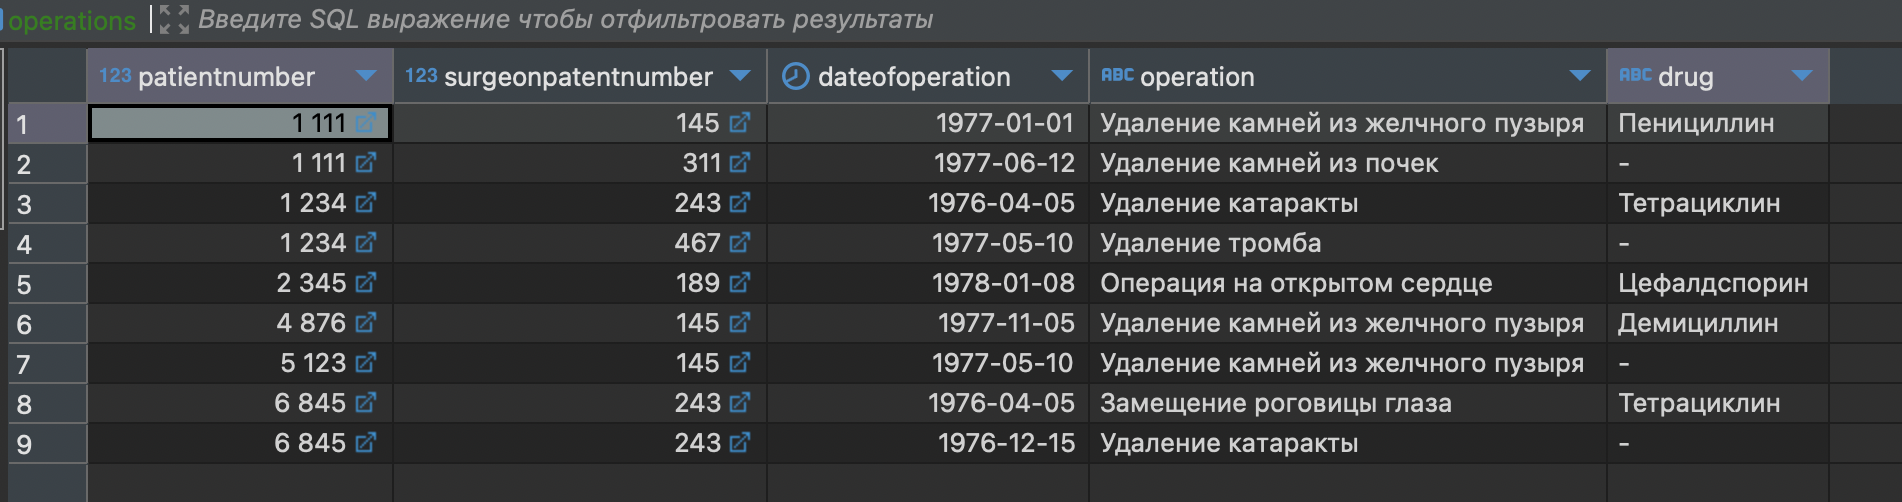 operations Введите SQL выражение чтобы отфильтровать результаты
123 patientnumber 123 surgeonpatentnumber dateofoperation ABC operation ABC drug
1 1 111 145 1977-01-01 Удаление камней из желчного пузыря Пенициллин
2 1 111 311 1977-06-12 Удаление камней из почек -
3 1 234 243 1976-04-05 Удаление катаракты Тетрациклин
4 1 234 467 1977-05-10 Удаление тромба -
5 2 345 189 1978-01-08 Операция на открытом сердце Цефалдспорин
6 4 876 145 1977-11-05 Удаление камней из желчного пузыря Демициллин
7 5 123 145 1977-05-10 Удаление камней из желчного пузыря -
8 6 845 243 1976-04-05 Замещение роговицы глаза Тетрациклин
9 6 845 243 1976-12-15 Удаление катаракты -